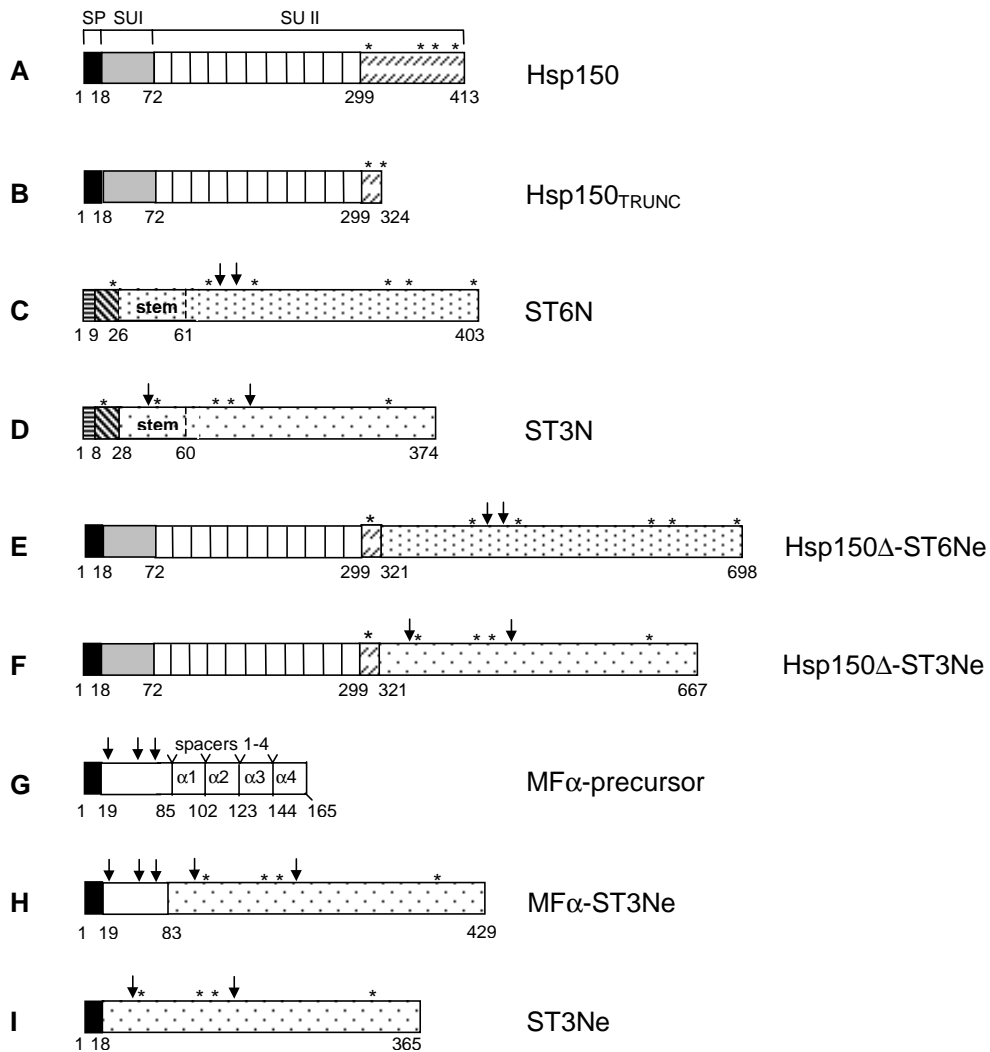 SP SUI SU II
* * * *
A Hsp150
1 18 72 299 413
* *
B Hsp150TRUNC
1 18 72 299 324
* * * * * *
C stem ST6N
1 9 26 61 403
* * * * *
D stem ST3N
1 8 28 60 374
* * * * * *
E Hsp150Δ-ST6Ne
1 18 72 299 321 698
* * * * *
F Hsp150Δ-ST3Ne
1 18 72 299 321 667
spacers 1-4
G α1 α2 α3 α4 MFα-precursor
1 19 85 102 123 144 165
* * * *
H MFα-ST3Ne
1 19 83 429
* * * *
I ST3Ne
1 18 365